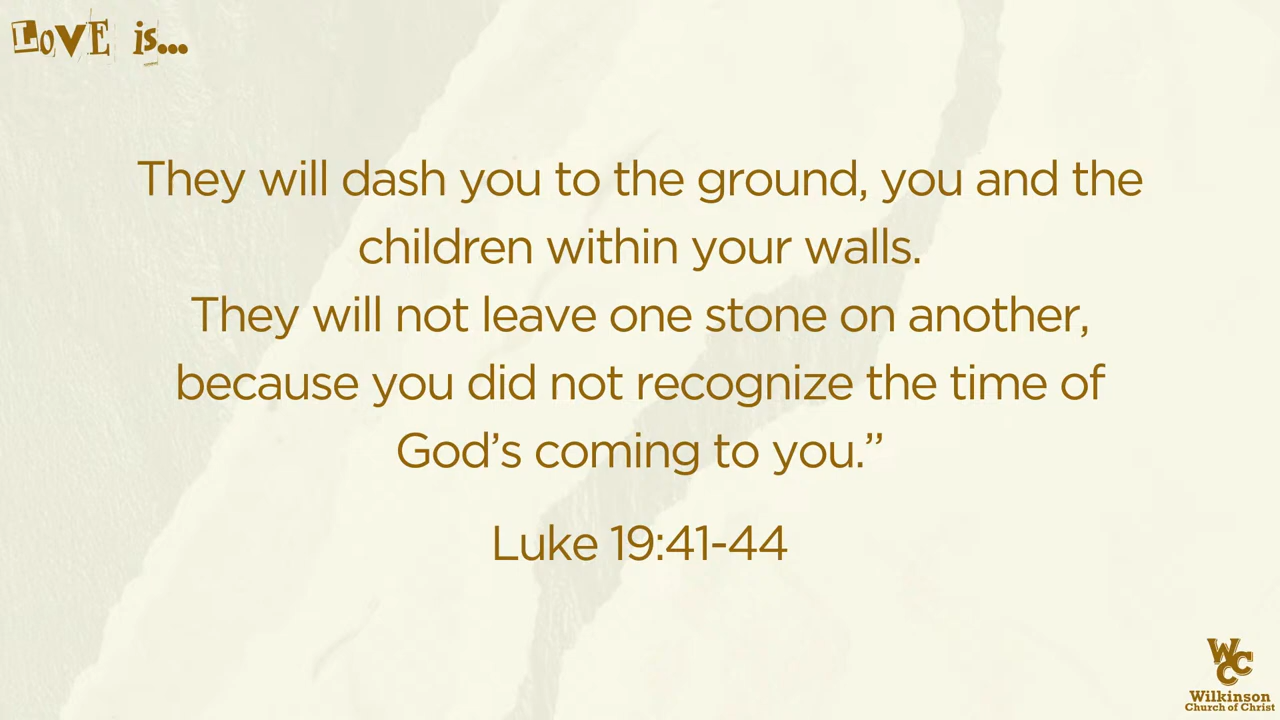 LoVE is...
They will dash you to the ground, you and the
children within your walls.
They will not leave one stone on another,
because you did not recognize the time of
God’s coming to you.”
Luke 19:41-44
WCC
Wilkinson
Church of Christ